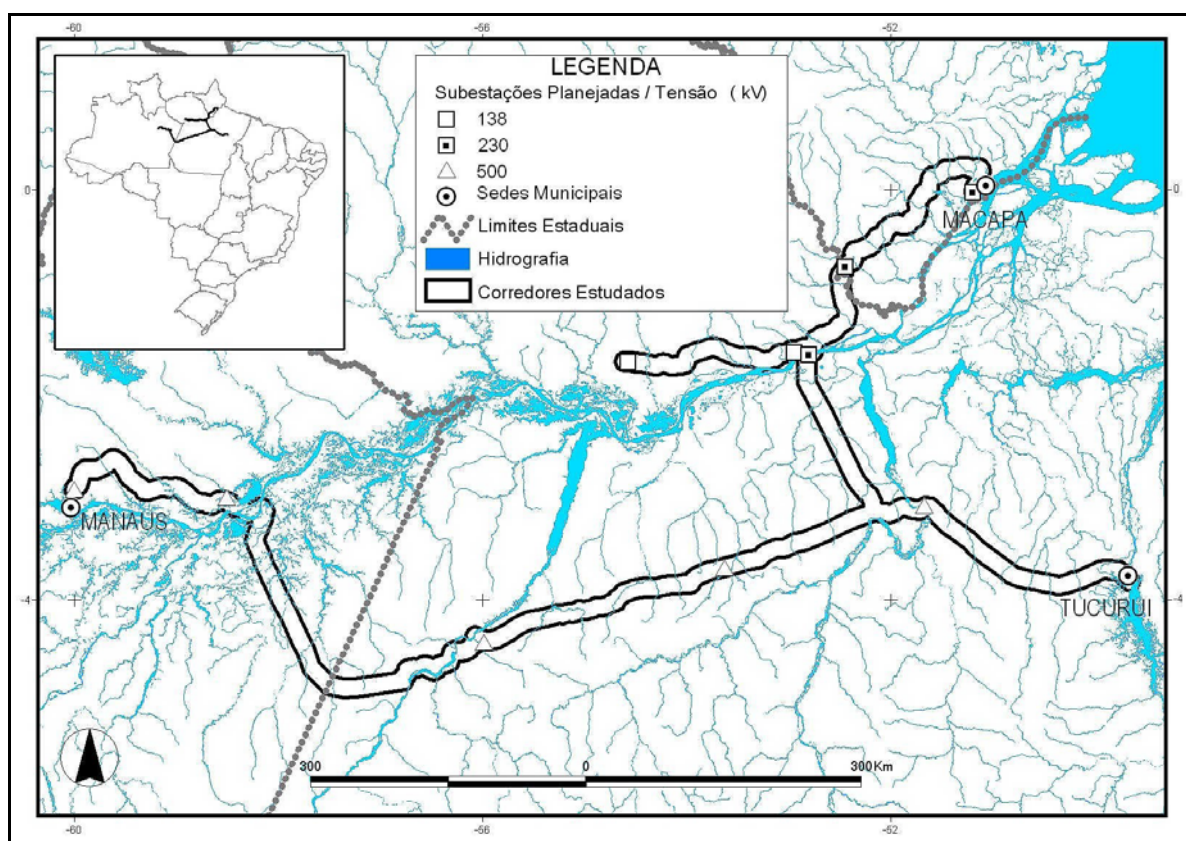 -60
-56
-52
LEGENDA
Subestações Planejadas / Tensão ( kV)
138
230
500
Sedes Municipais
Limites Estaduais
Hidrografia
Corredores Estudados
0
0
MACAPA
MANAUS
-4
-4
TUCURUI
300
0
300Km
-60
-56
-52